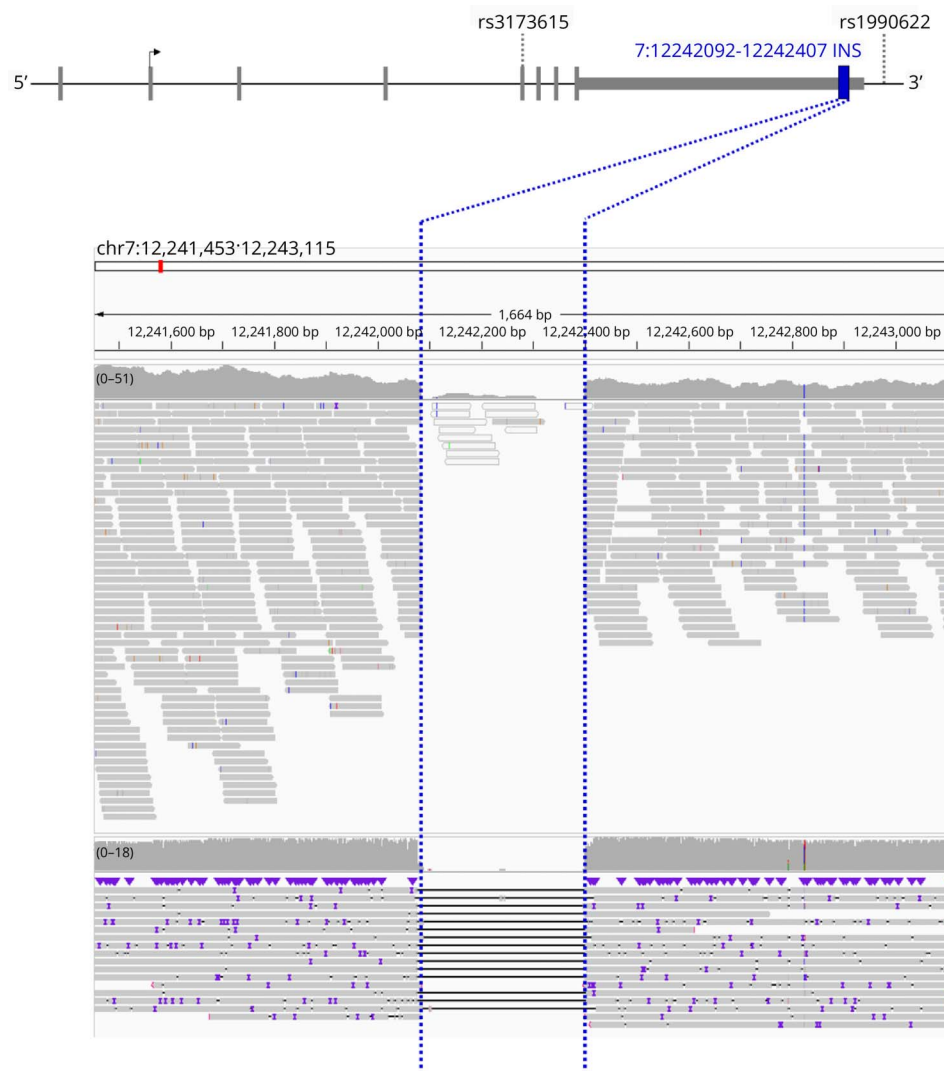 rs3173615
rs1990622
7:12242092-12242407 INS
5’
3’
chr7:12,241,453-12,243,115
1,664 bp
12,241,600 bp 12,241,800 bp 12,242,000 bp 12,242,200 bp 12,242,400 bp 12,242,600 bp 12,242,800 bp 12,243,000 bp
(0–51)
(0–18)